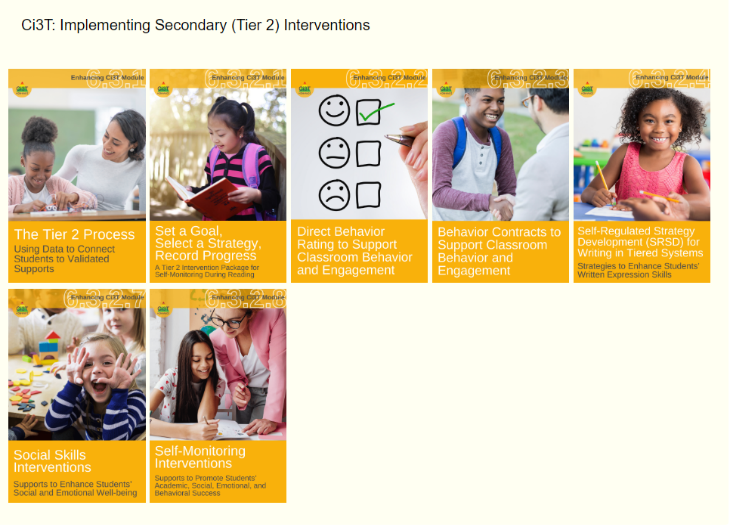 Ci3T: Implementing Secondary (Tier 2) Interventions
Enhancing Ci3T Module
The Tier 2 Process
Using Data to Connect
Students to Validated
Supports
Enhancing Ci3T Module
Set a Goal,
Select a Strategy,
Record Progress
A Tier 2 Intervention Package for
Self-Monitoring During Reading
Enhancing Ci3T Module
Direct Behavior
Rating to Support
Classroom Behavior
and Engagement
Enhancing Ci3T Module
Behavior Contracts to
Support Classroom
Behavior and
Engagement
Enhancing Ci3T Module
Self-Regulated Strategy
Development (SRSD) for
Writing in Tiered Systems
Strategies to Enhance Students'
Written Expression Skills
Enhancing Ci3T Module
Social Skills
Interventions
Supports to Enhance Students'
Social and Emotional Well-being
Enhancing Ci3T Module
Self-Monitoring
Interventions
Supports to Promote Students'
Academic, Social, Emotional, and
Behavioral Success